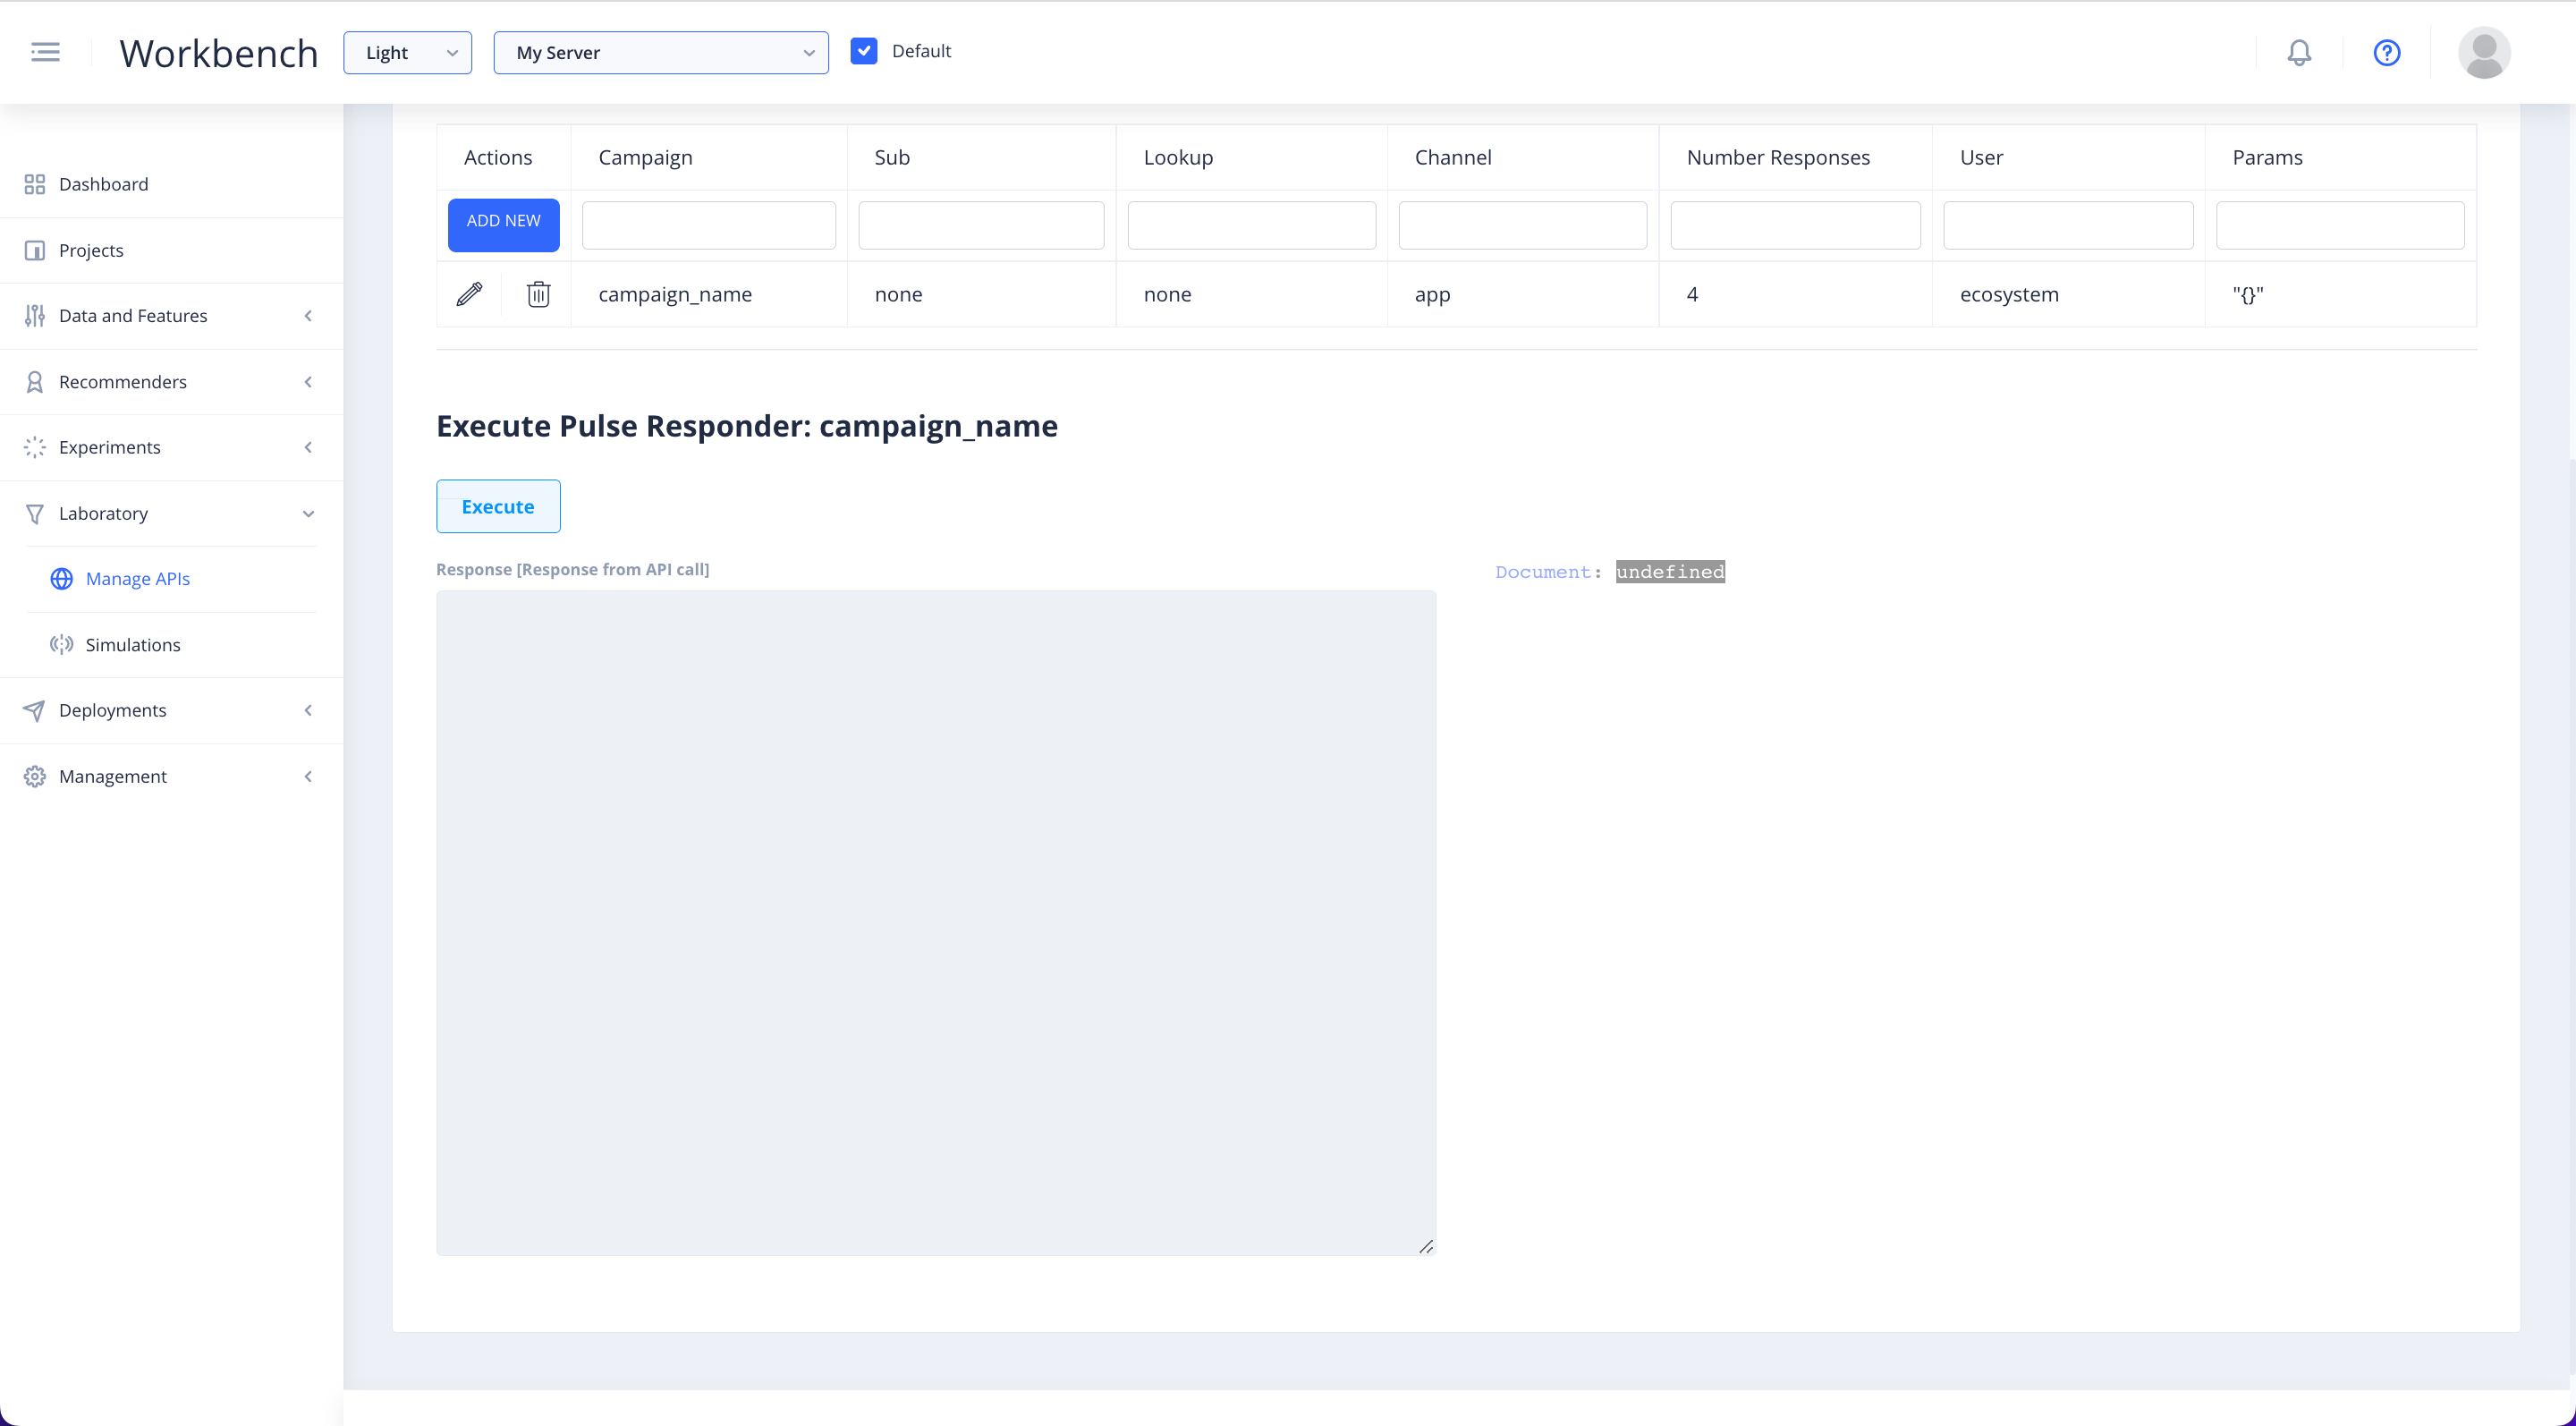 Workbench Light My Server Default
Actions Campaign Sub Lookup Channel Number Responses User Params
ADD NEW
campaign_name none none app 4 ecosystem "{}"
Dashboard
Projects
Data and Features
Recommenders
Experiments
Laboratory
Manage APIs
Simulations
Deployments
Management
Execute Pulse Responder: campaign_name
Execute
Response [Response from API call]
Document: undefined